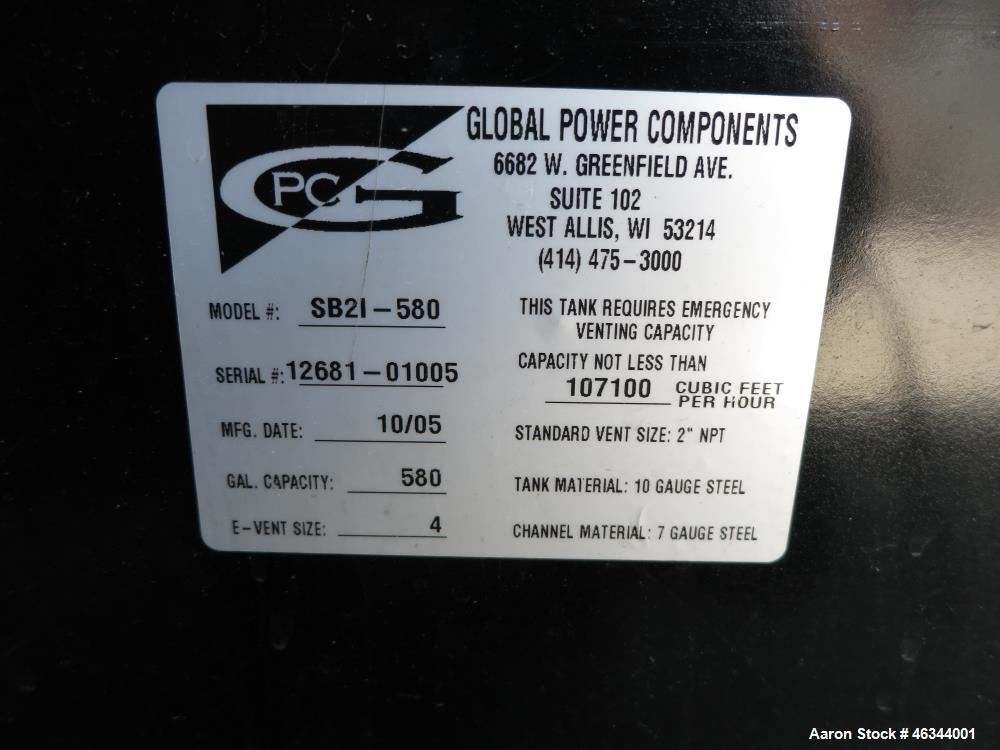 GPC
GLOBAL POWER COMPONENTS
6682 W. GREENFIELD AVE.
SUITE 102
WEST ALLIS, WI 53214
(414) 475-3000
MODEL #: SB2I-580
SERIAL #: 12681-01005
MFG. DATE: 10/05
GAL. CAPACITY: 580
E-VENT SIZE: 4
THIS TANK REQUIRES EMERGENCY
VENTING CAPACITY
CAPACITY NOT LESS THAN
107100 CUBIC FEET
PER HOUR
STANDARD VENT SIZE: 2" NPT
TANK MATERIAL: 10 GAUGE STEEL
CHANNEL MATERIAL: 7 GAUGE STEEL
Aaron Stock # 46344001